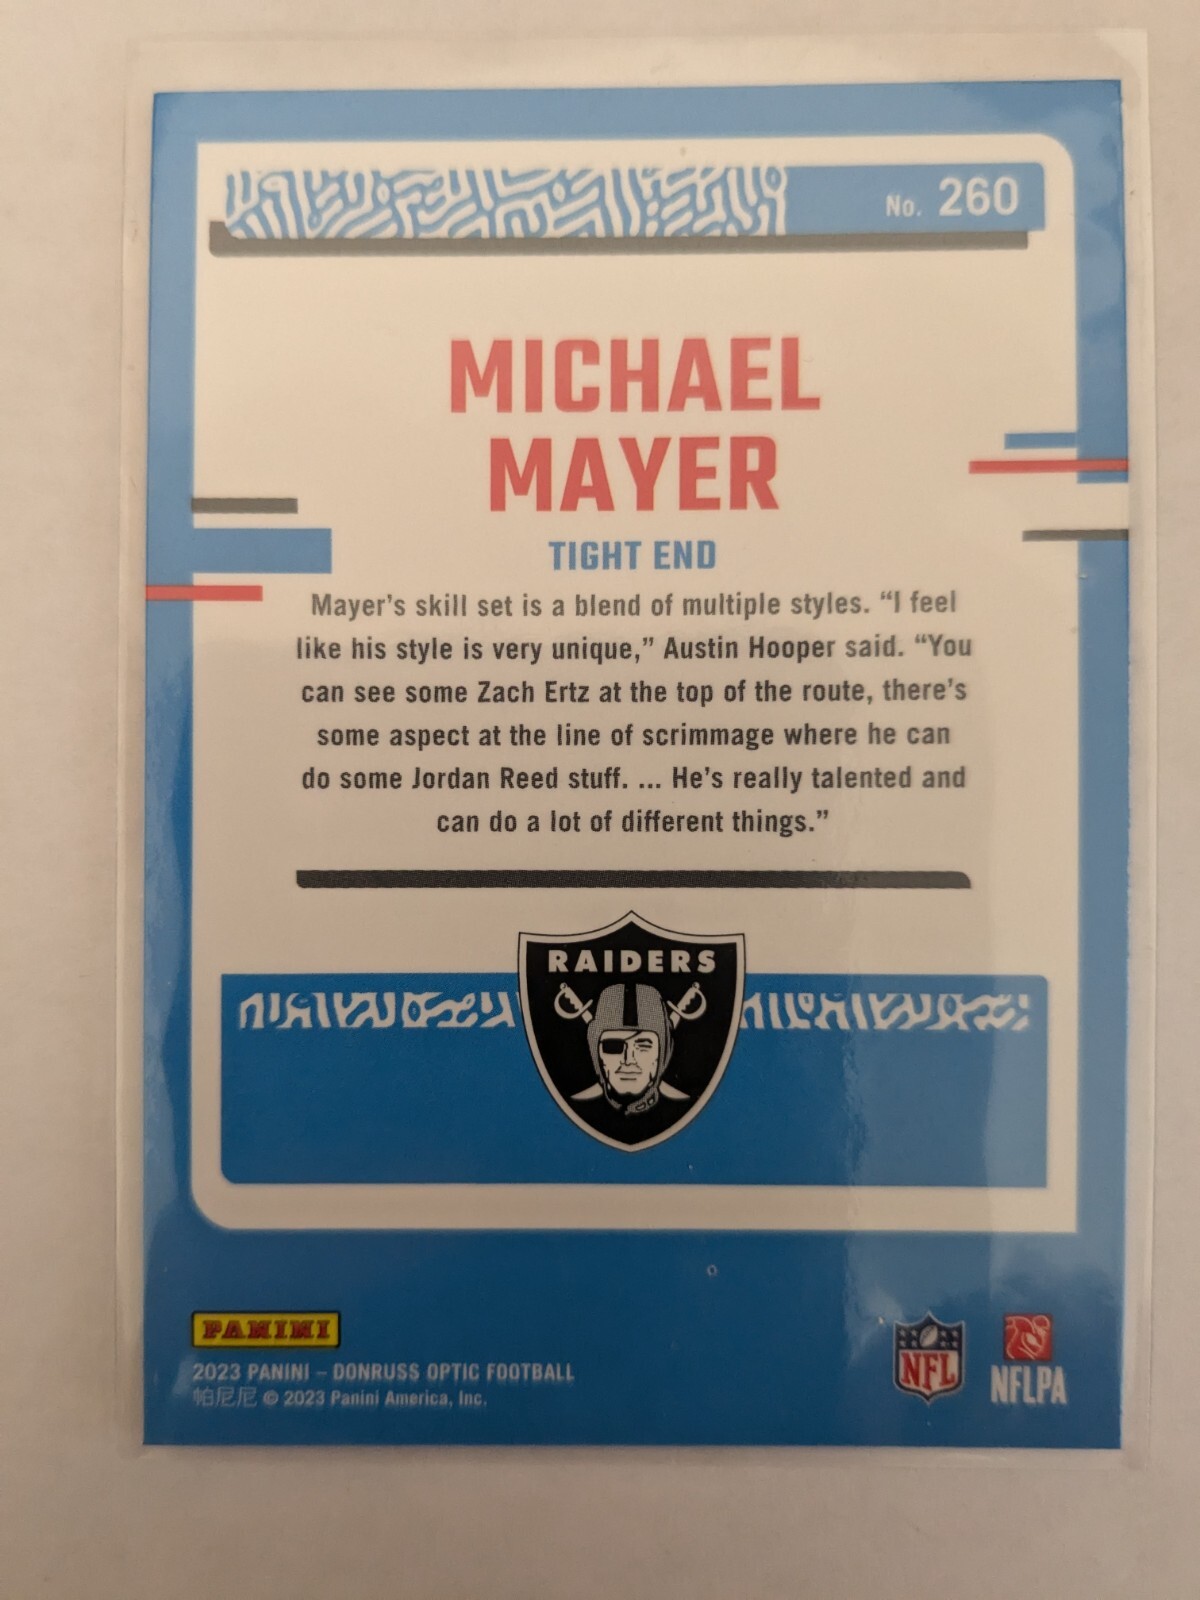 No. 260
MICHAEL
MAYER
TIGHT END
Mayer's skill set is a blend of multiple styles. “I feel
like his style is very unique,” Austin Hooper said. “You
can see some Zach Ertz at the top of the route, there's
some aspect at the line of scrimmage where he can
do some Jordan Reed stuff. ... He's really talented and
can do a lot of different things.”
RAIDERS
PANINI
2023 PANINI – DONRUSS OPTIC FOOTBALL
帕尼尼 © 2023 Panini America, Inc.
NFL
NFLPA